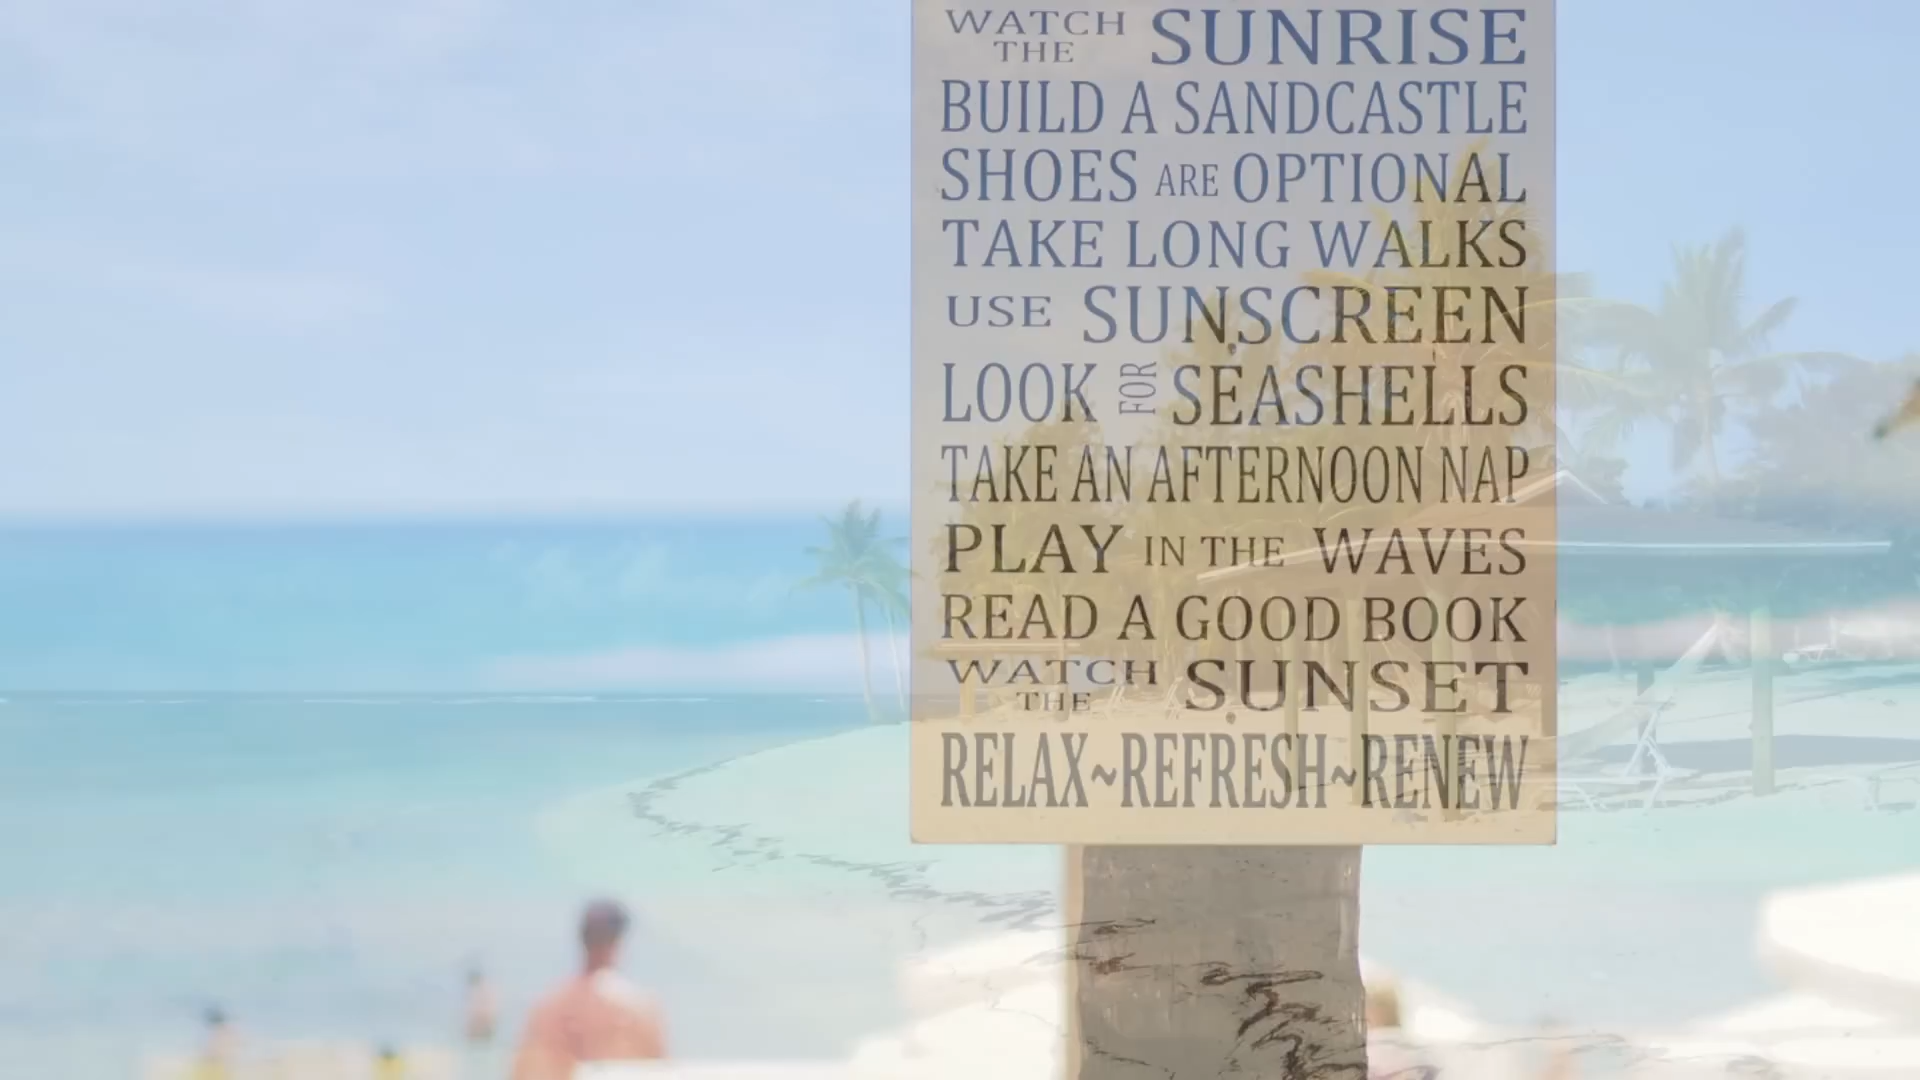 WATCH THE SUNRISE
BUILD A SANDCASTLE
SHOES ARE OPTIONAL
TAKE LONG WALKS
USE SUNSCREEN
LOOK FOR SEASHELLS
TAKE AN AFTERNOON NAP
PLAY IN THE WAVES
READ A GOOD BOOK
WATCH THE SUNSET
RELAX~REFRESH~RENEW